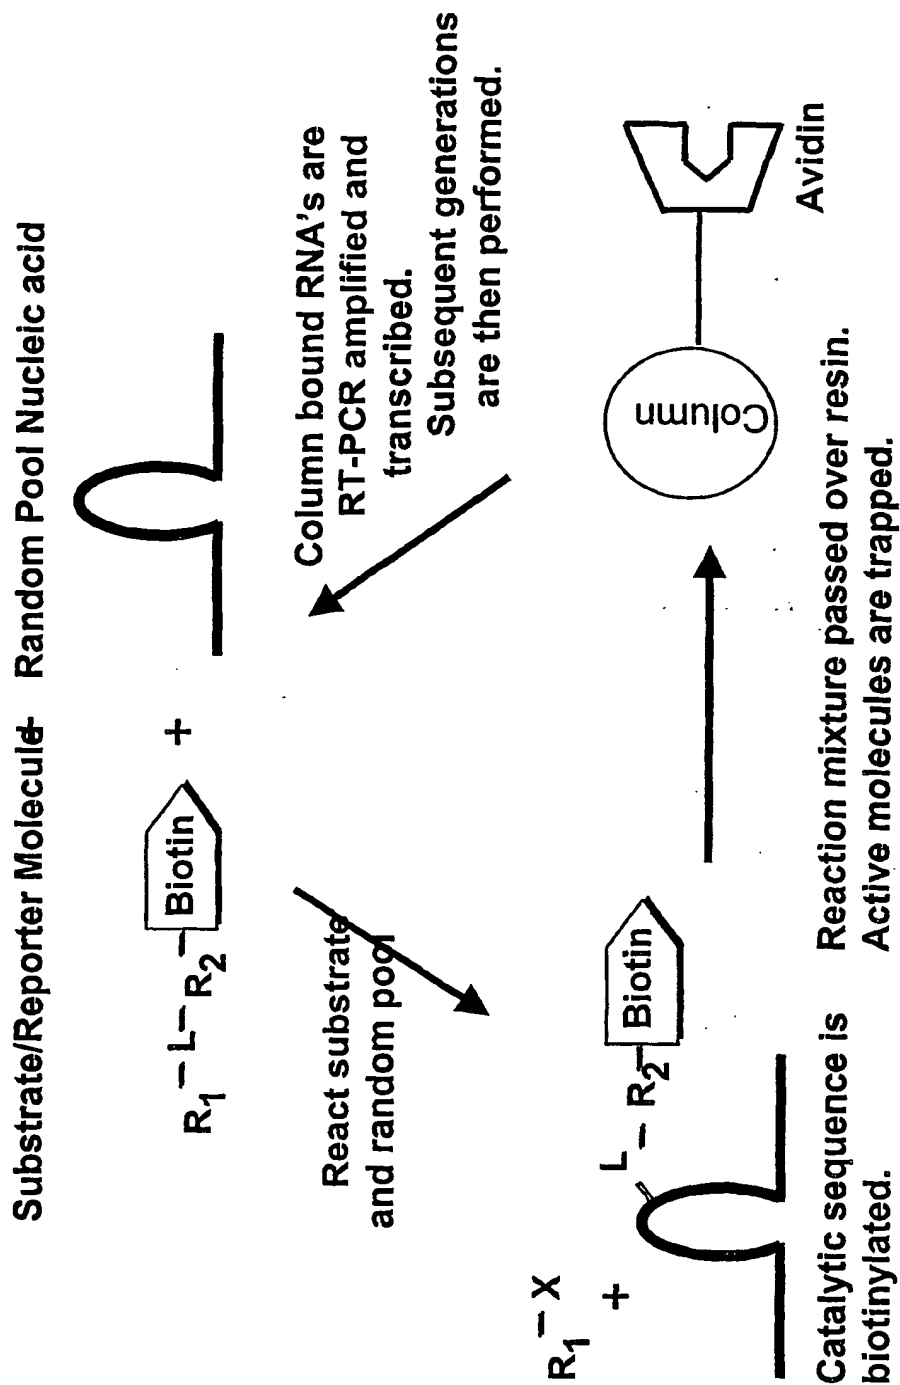 Substrate/Reporter Molecule + Random Pool Nucleic acid
R1 – L – R2 Biotin +
Column bound RNA's are
RT-PCR amplified and
transcribed.
Subsequent generations
are then performed.
React substrate
and random pool
R1 – X + L – R2 Biotin
Column
Avidin
Catalytic sequence is
biotinylated.
Reaction mixture passed over resin.
Active molecules are trapped.